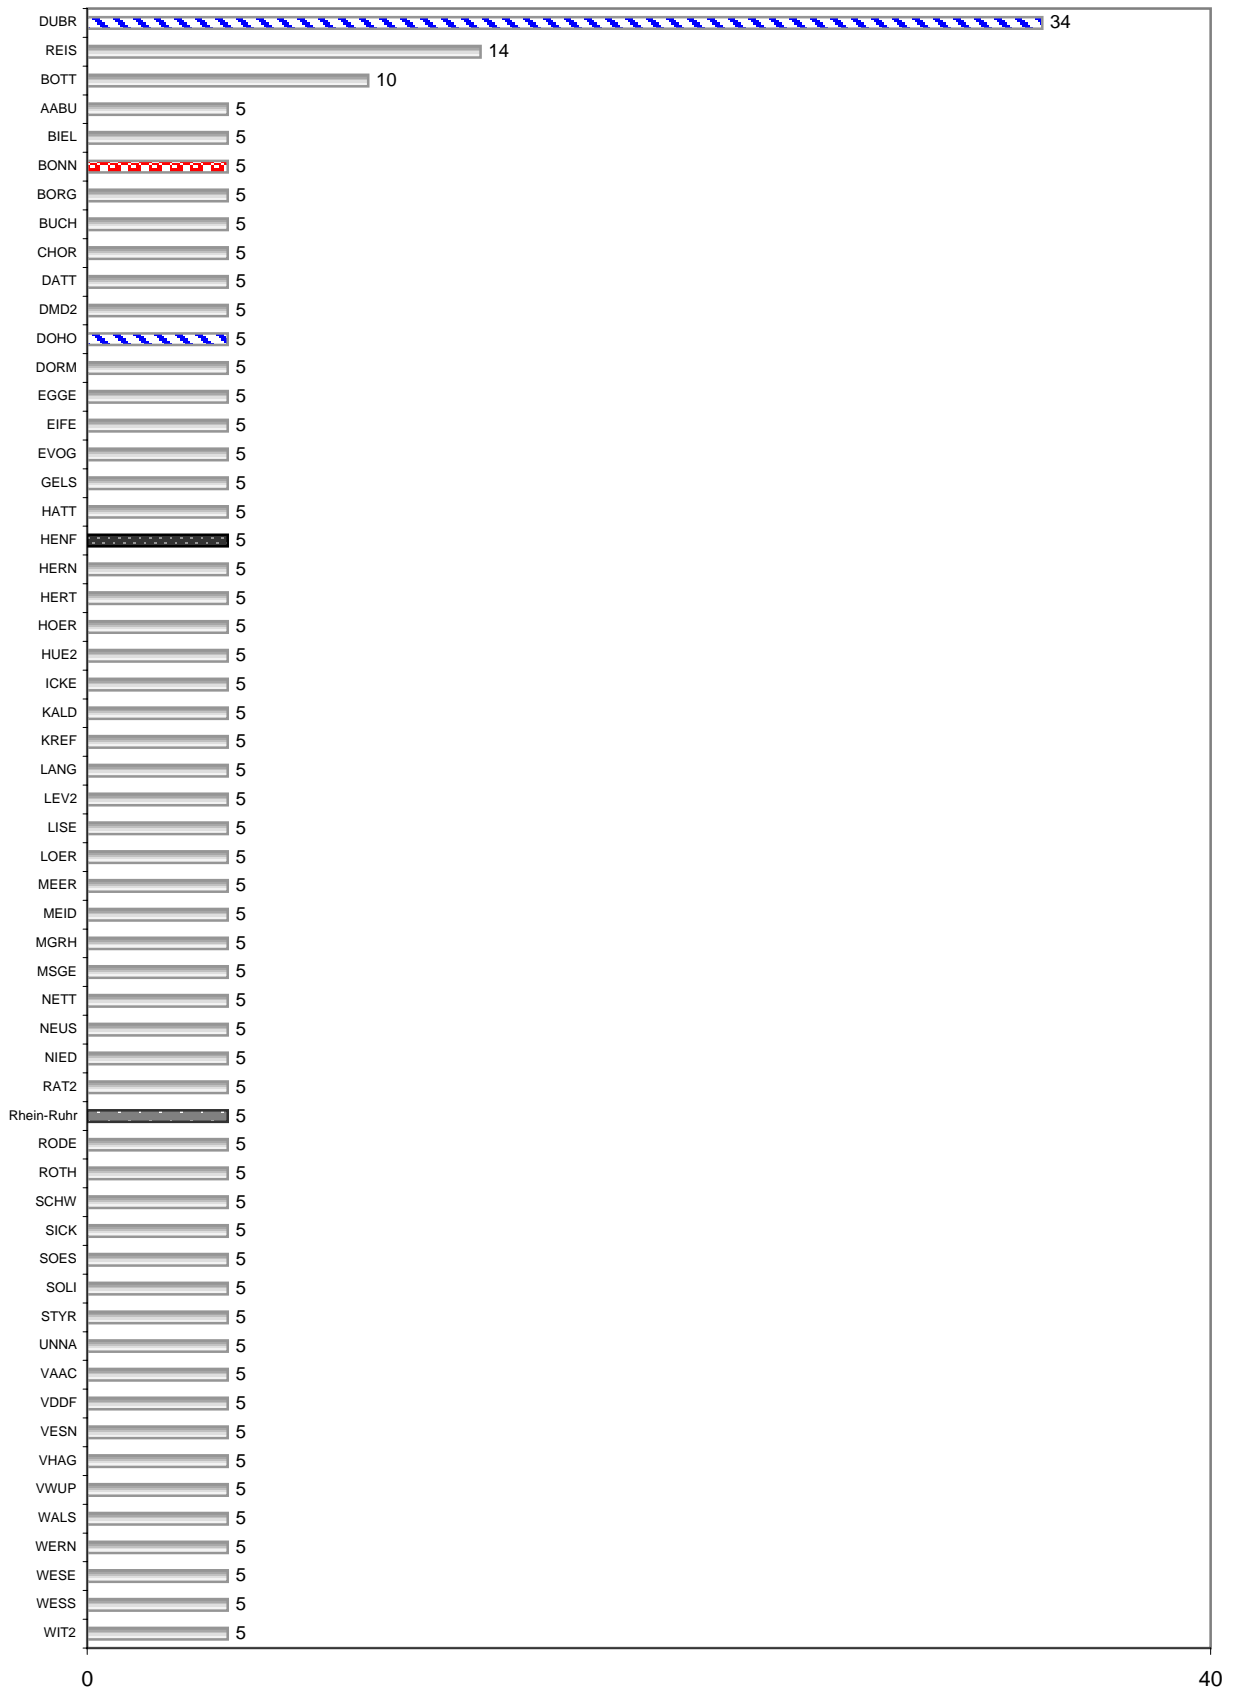 DUBR 34
REIS 14
BOTT 10
AABU 5
BIEL 5
BONN 5
BORG 5
BUCH 5
CHOR 5
DATT 5
DMD2 5
DOHO 5
DORM 5
EGGE 5
EIFE 5
EVOG 5
GELS 5
HATT 5
HENF 5
HERN 5
HERT 5
HOER 5
HUE2 5
ICKE 5
KALD 5
KREF 5
LANG 5
LEV2 5
LISE 5
LOER 5
MEER 5
MEID 5
MGRH 5
MSGE 5
NETT 5
NEUS 5
NIED 5
RAT2 5
Rhein-Ruhr 5
RODE 5
ROTH 5
SCHW 5
SICK 5
SOES 5
SOLI 5
STYR 5
UNNA 5
VAAC 5
VDDF 5
VESN 5
VHAG 5
VWUP 5
WALS 5
WERN 5
WESE 5
WESS 5
WIT2 5
0 40